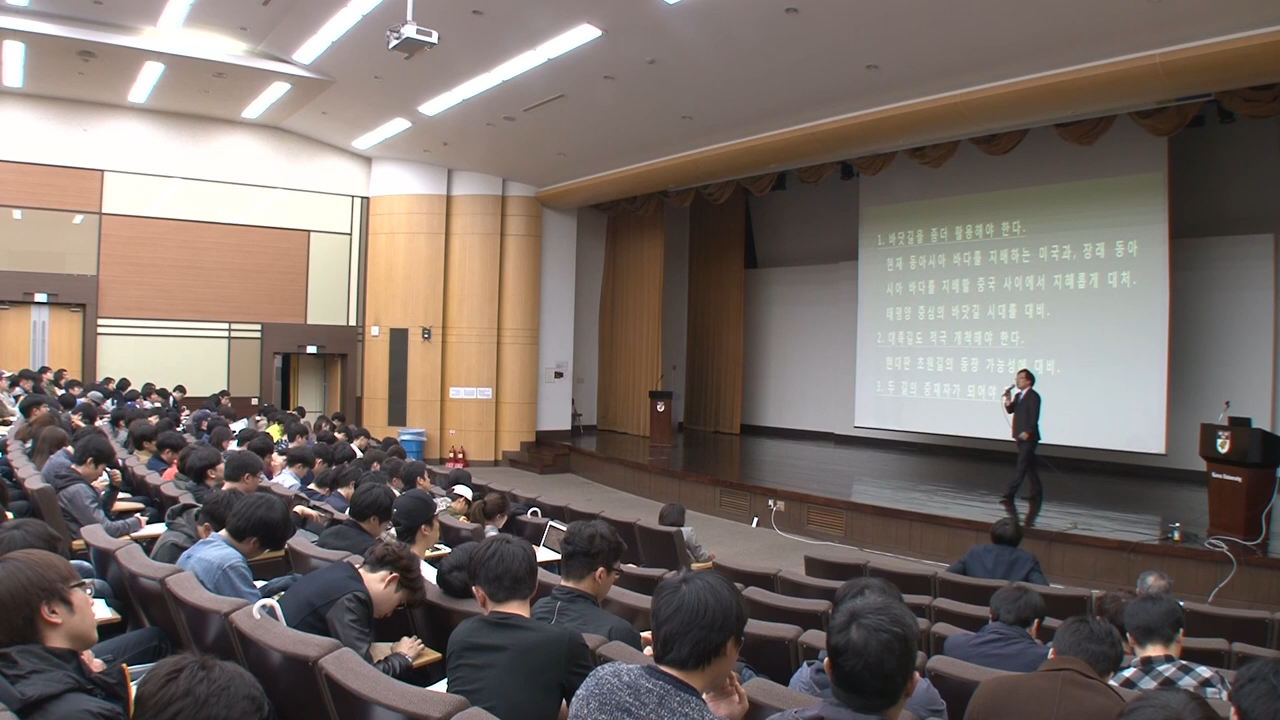 1. 바닷길을 좀더 활용해야 한다.
현재 동아시아 바다를 지배하는 미국과, 장래 동아
시아 바다를 지배할 중국 사이에서 지혜롭게 대처.
태평양 중심의 바닷길 시대를 대비.
2. 대륙길도 적극 개척해야 한다.
현대판 초원길의 등장 가능성에 대비.
3. 두 길의 중재자가 되어야
Korea University